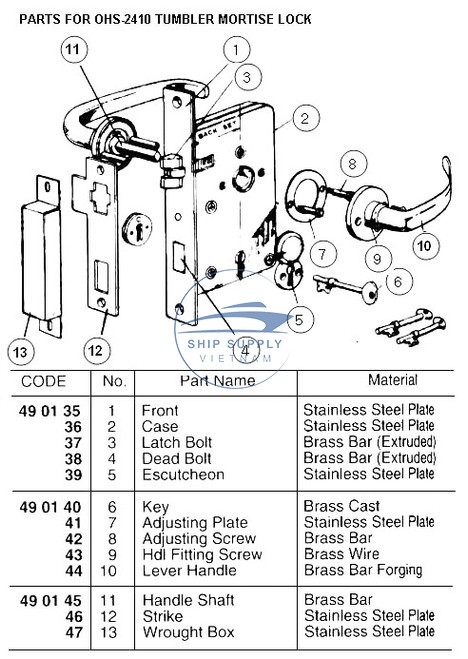 PARTS FOR OHS-2410 TUMBLER MORTISE LOCK
11
1
3
2
BACK SET
8
7
9
10
6
5
4
13
12
SHIP SUPPLY
VIETNAM
CODE No. Part Name Material
49 01 35 1 Front Stainless Steel Plate
36 2 Case Stainless Steel Plate
37 3 Latch Bolt Brass Bar (Extruded)
38 4 Dead Bolt Brass Bar (Extruded)
39 5 Escutcheon Stainless Steel Plate
49 01 40 6 Key Brass Cast
41 7 Adjusting Plate Stainless Steel Plate
42 8 Adjusting Screw Brass Bar
43 9 Hdl Fitting Screw Brass Wire
44 10 Lever Handle Brass Bar Forging
49 01 45 11 Handle Shaft Brass Bar
46 12 Strike Stainless Steel Plate
47 13 Wrought Box Stainless Steel Plate